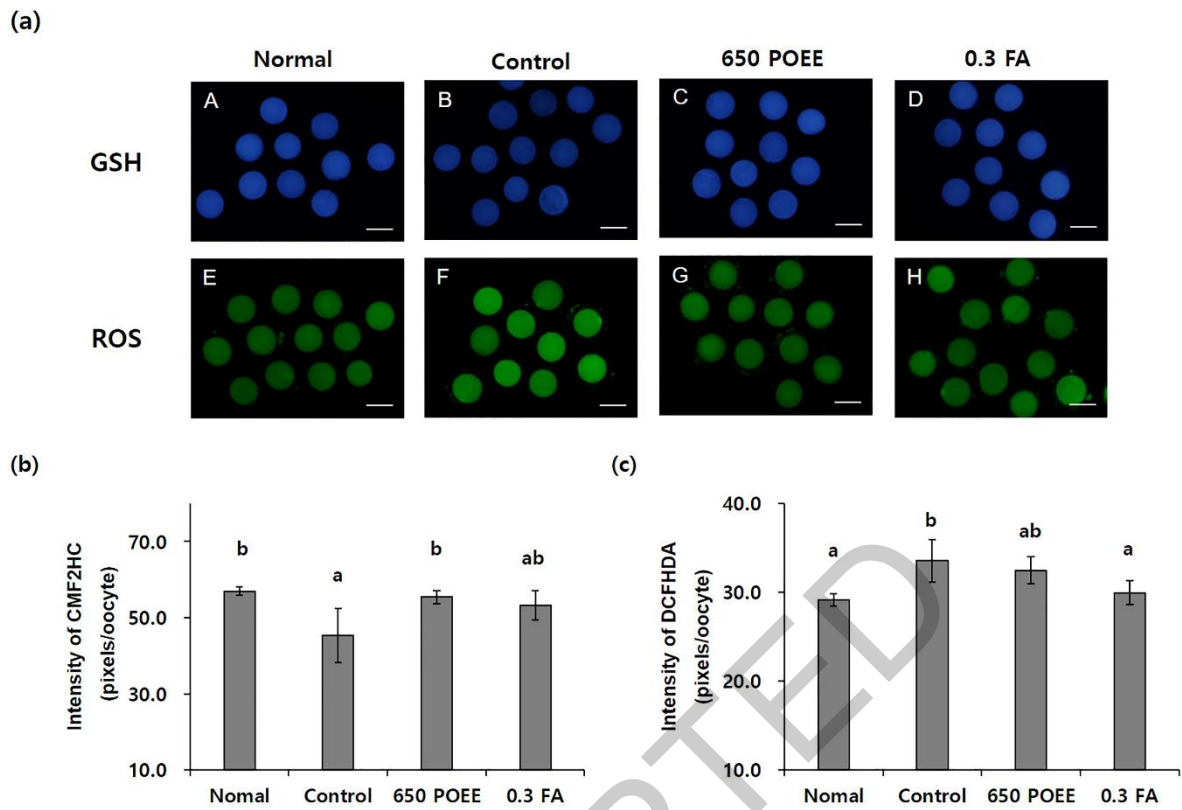 (a)
Normal Control 650 POEE 0.3 FA
GSH
A B C D
ROS
E F G H
(b)
Intensity of CMF2HC
(pixels/oocyte)
70.0
50.0
30.0
10.0
b a b ab
Nomal Control 650 POEE 0.3 FA
(c)
Intensity of DCFHDA
(pixels/oocyte)
40.0
30.0
20.0
10.0
a b ab a
Nomal Control 650 POEE 0.3 FA
PTED